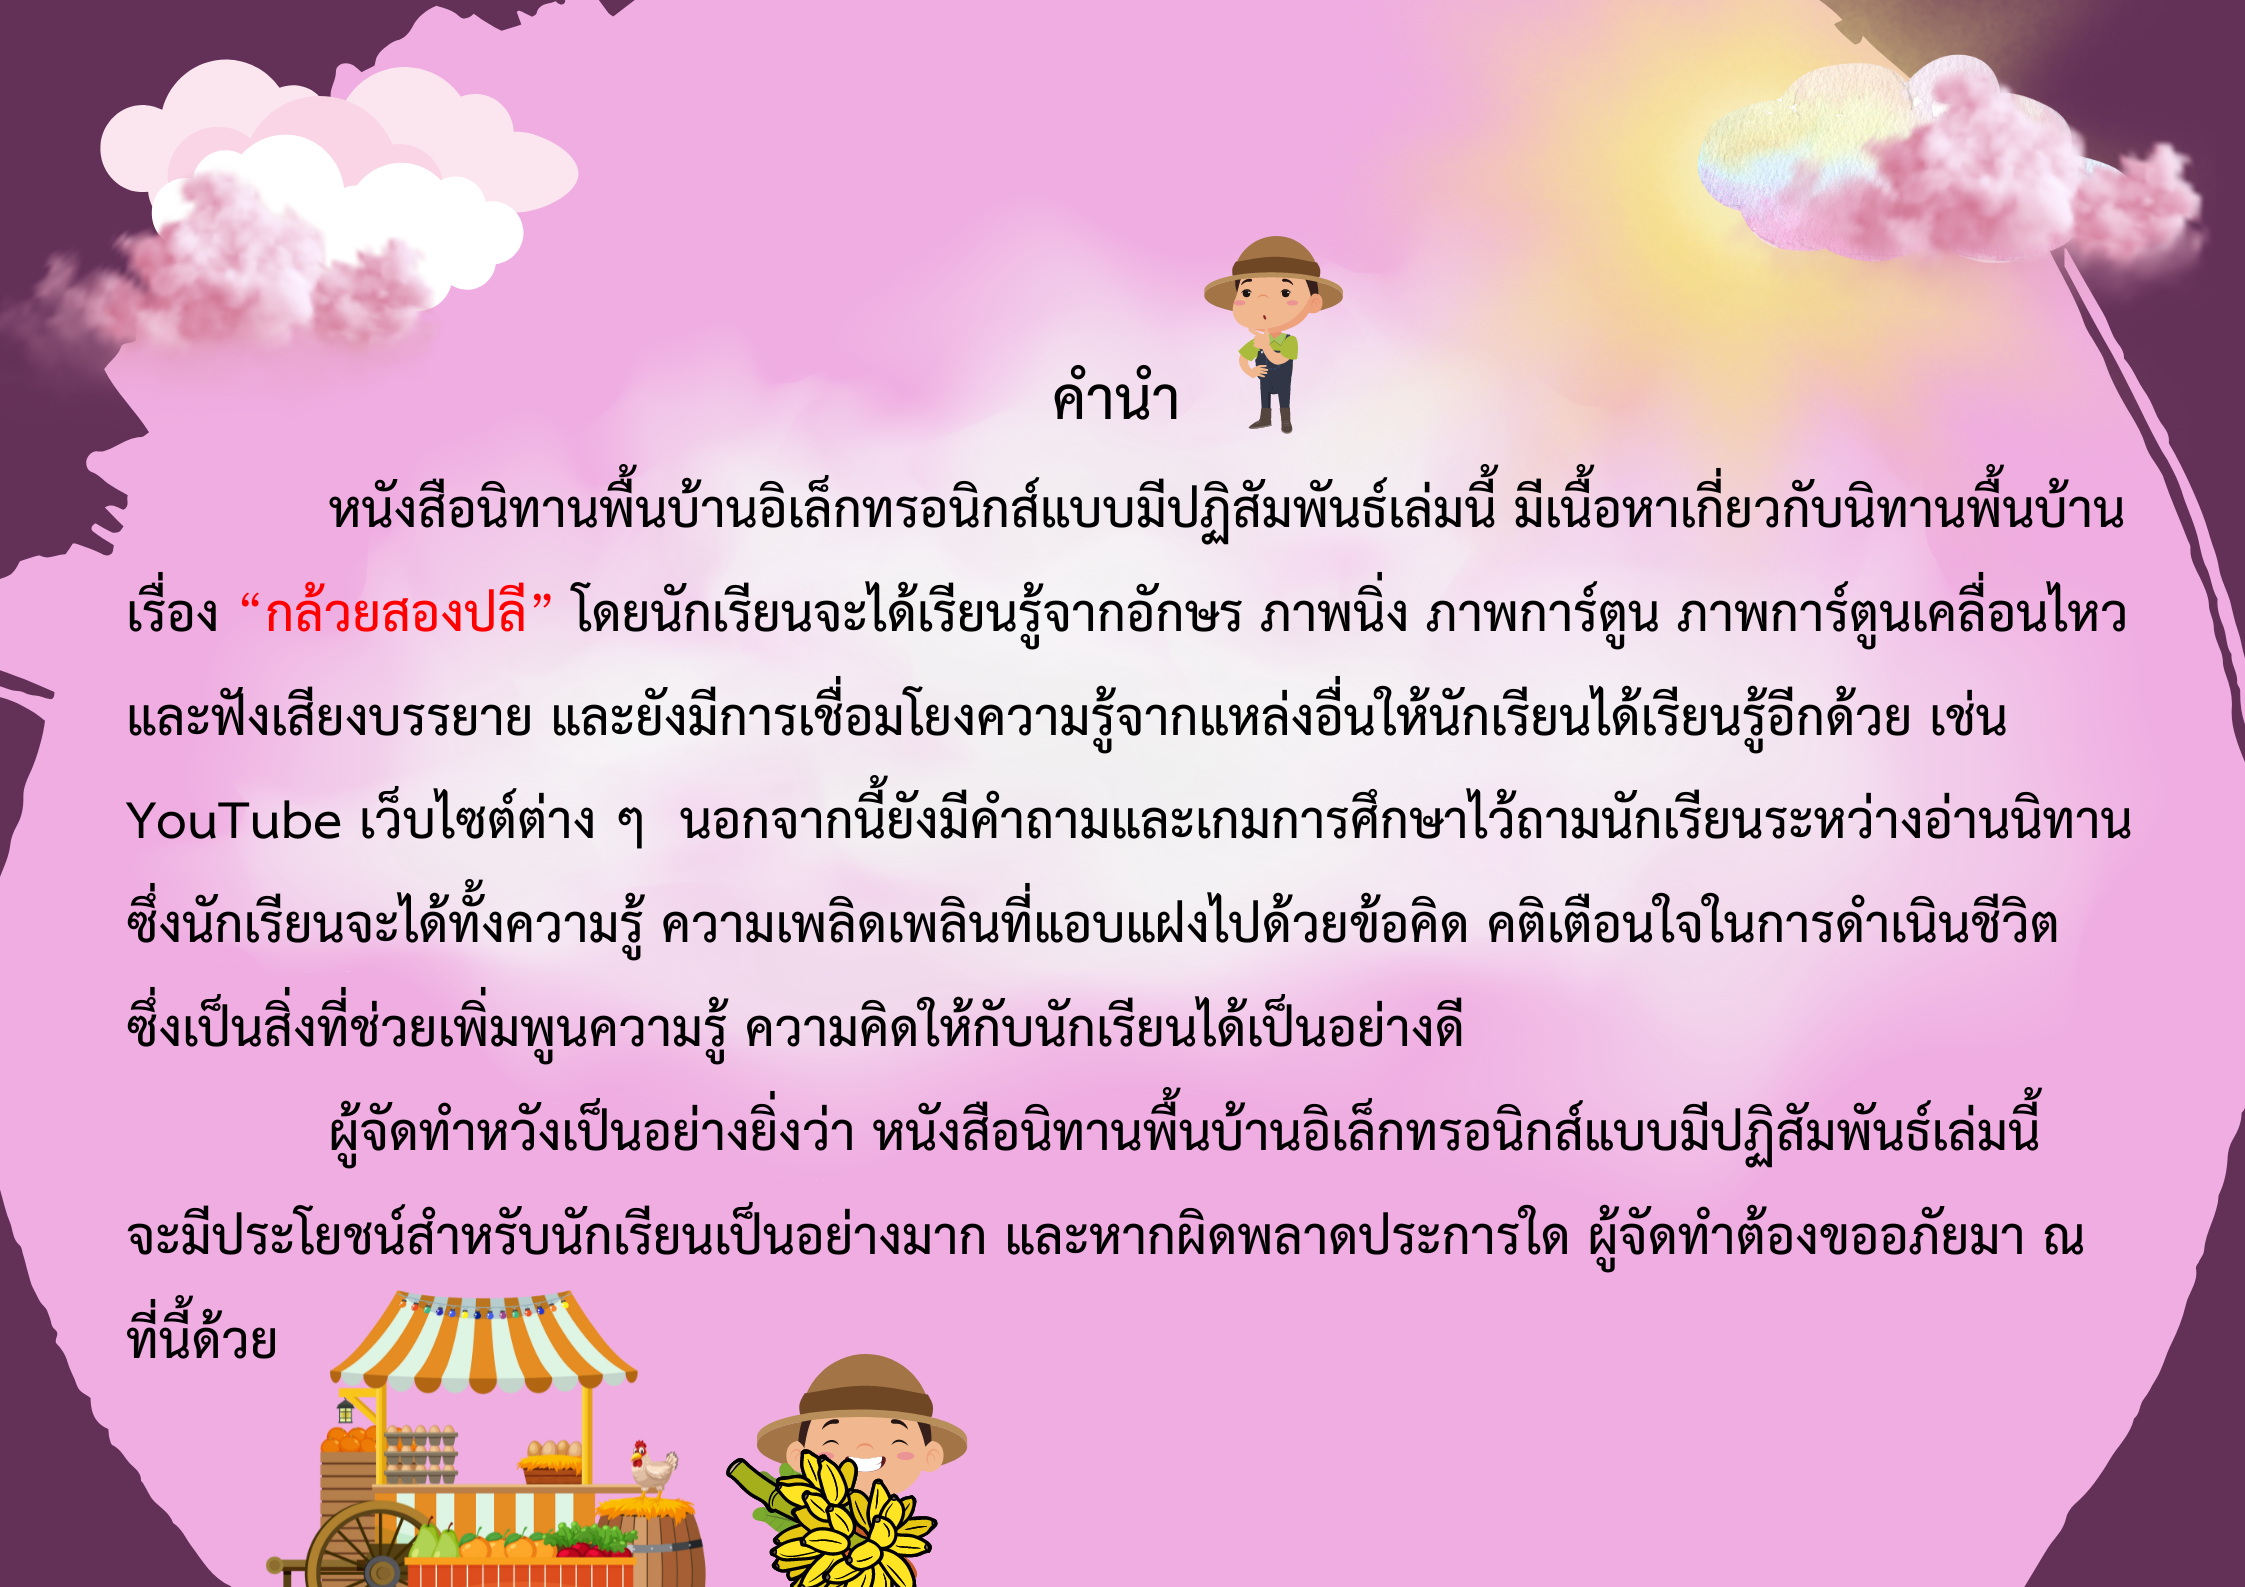 คำนำ
หนังสือนิทานพื้นบ้านอิเล็กทรอนิกส์แบบมีปฏิสัมพันธ์เล่มนี้ มีเนื้อหาเกี่ยวกับนิทานพื้นบ้าน
เรื่อง “กล้วยสองปลี” โดยนักเรียนจะได้เรียนรู้จากอักษร ภาพนิ่ง ภาพการ์ตูน ภาพการ์ตูนเคลื่อนไหว
และฟังเสียงบรรยาย และยังมีการเชื่อมโยงความรู้จากแหล่งอื่นให้นักเรียนได้เรียนรู้อีกด้วย เช่น
YouTube เว็บไซต์ต่าง ๆ นอกจากนี้ยังมีคำถามและเกมการศึกษาไว้ถามนักเรียนระหว่างอ่านนิทาน
ซึ่งนักเรียนจะได้ทั้งความรู้ ความเพลิดเพลินที่แอบแฝงไปด้วยข้อคิด คติเตือนใจในการดำเนินชีวิต
ซึ่งเป็นสิ่งที่ช่วยเพิ่มพูนความรู้ ความคิดให้กับนักเรียนได้เป็นอย่างดี
ผู้จัดทำหวังเป็นอย่างยิ่งว่า หนังสือนิทานพื้นบ้านอิเล็กทรอนิกส์แบบมีปฏิสัมพันธ์เล่มนี้
จะมีประโยชน์สำหรับนักเรียนเป็นอย่างมาก และหากผิดพลาดประการใด ผู้จัดทำต้องขออภัยมา ณ
ที่นี้ด้วย